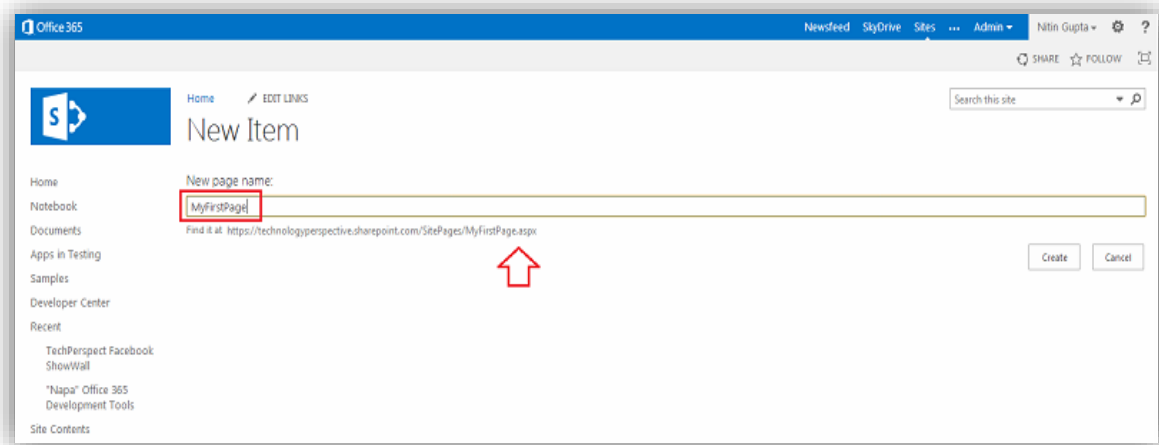 Office 365
Newsfeed SkyDrive Sites ... Admin Nitin Gupta ?
SHARE FOLLOW
S
Home EDIT LINKS
Search this site
New Item
Home
Notebook
Documents
Apps in Testing
Samples
Developer Center
Recent
TechPerspect Facebook
ShowWall
"Napa" Office 365
Development Tools
Site Contents
New page name:
MyFirstPage
Find it at https://technologyperspective.sharepoint.com/SitePages/MyFirstPage.aspx
Create Cancel